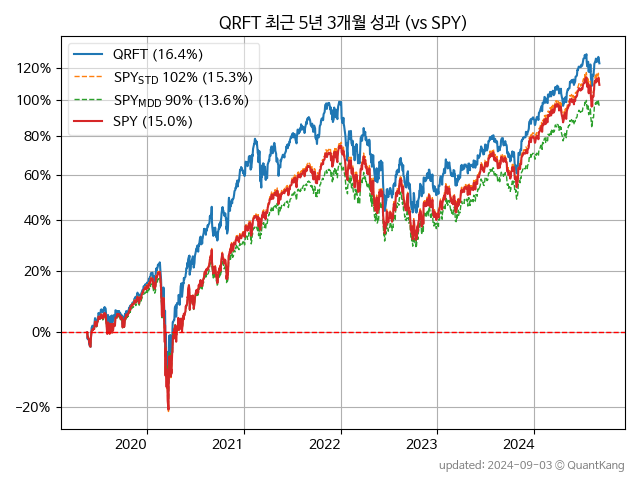 QRFT 최근 5년 3개월 성과 (vs SPY)
QRFT (16.4%)
SPY_STD 102% (15.3%)
SPY_MDD 90% (13.6%)
SPY (15.0%)
120%
100%
80%
60%
40%
20%
0%
−20%
2020 2021 2022 2023 2024
updated: 2024-09-03 © QuantKang